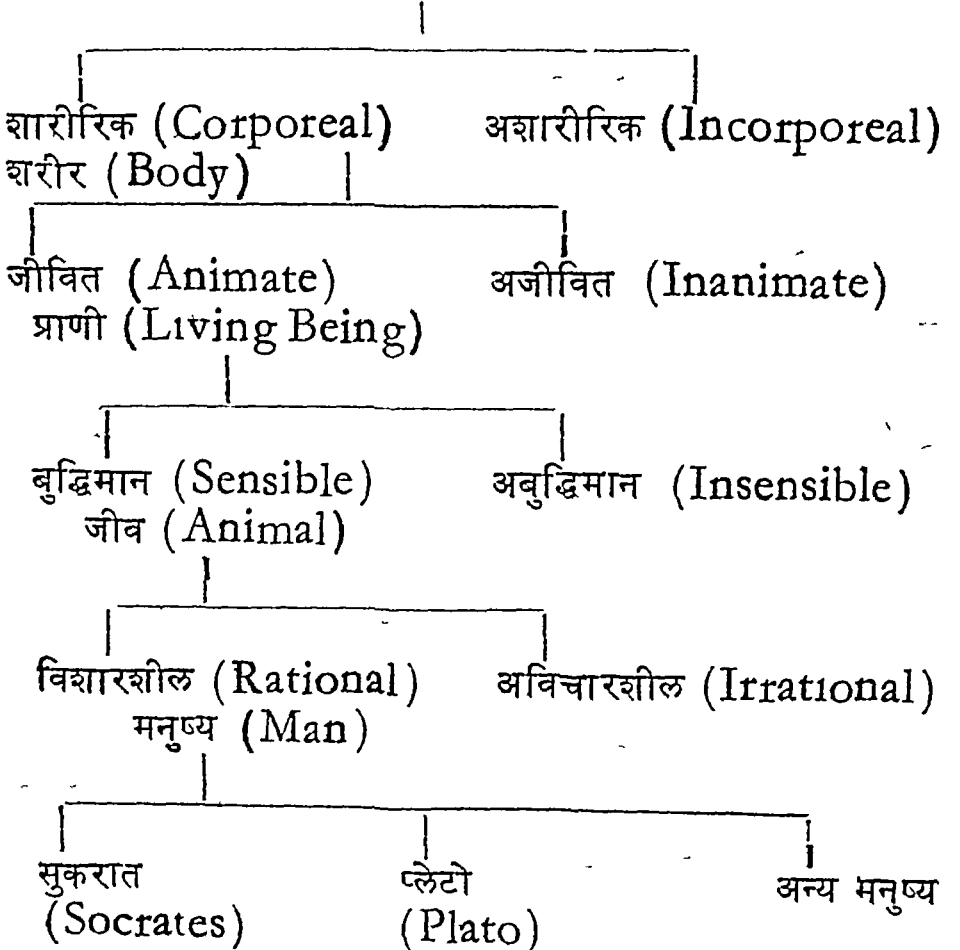 शारीरिक (Corporeal) अशारीरिक (Incorporeal)
शरीर (Body)
जीवित (Animate) अजीवित (Inanimate)
प्राणी (Living Being)
बुद्धिमान (Sensible) अबुद्धिमान (Insensible)
जीव (Animal)
विशारशील (Rational) अविचारशील (Irrational)
मनुष्य (Man)
सुकरात प्लेटो अन्य मनुष्य
(Socrates) (Plato)